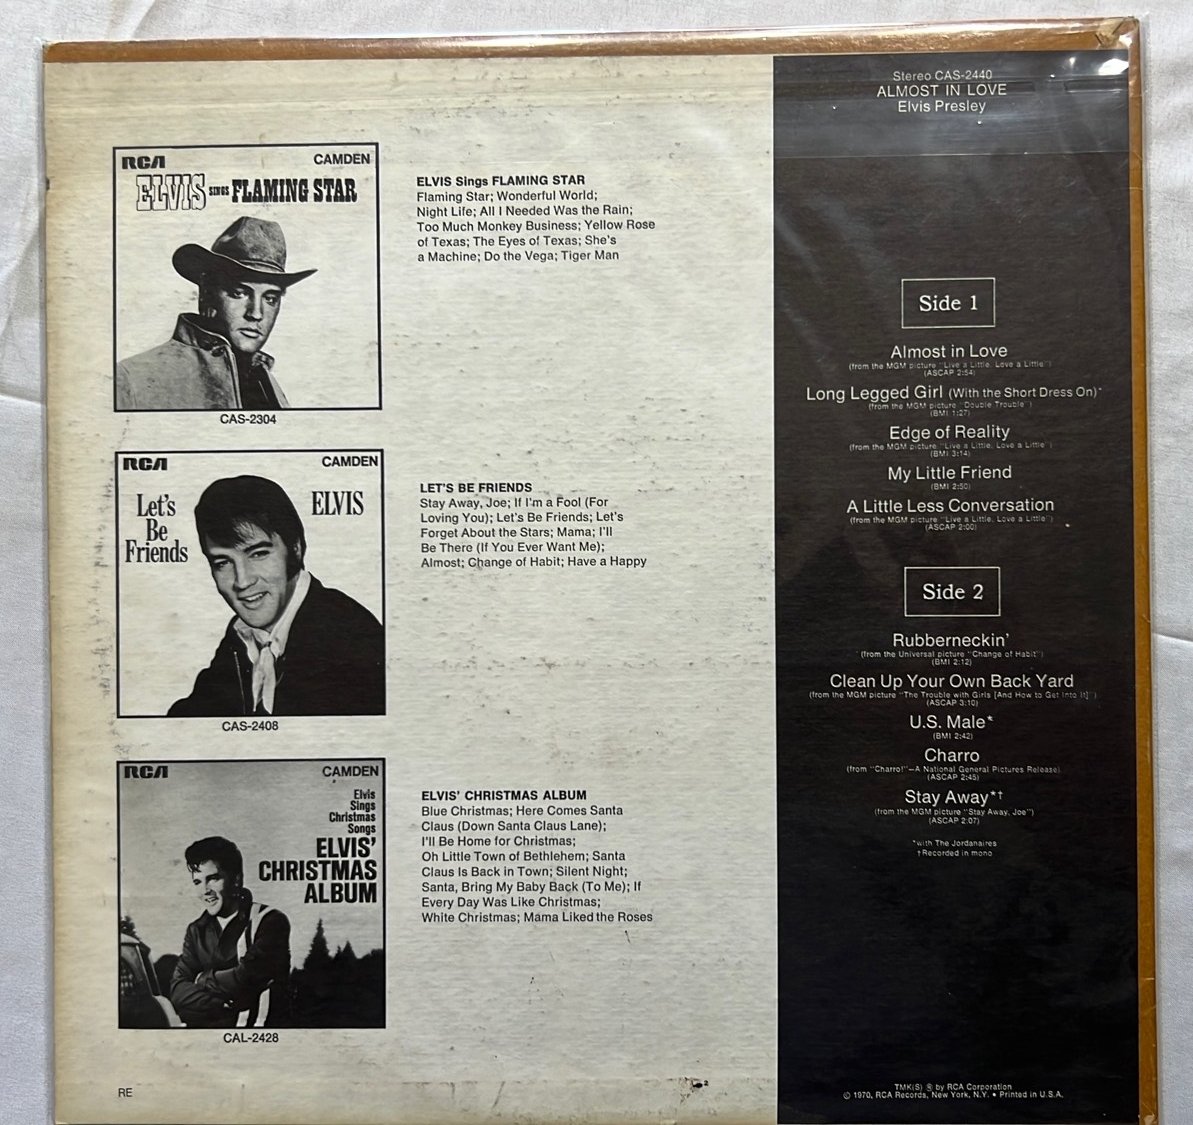 Stereo CAS-2440
ALMOST IN LOVE
Elvis Presley
RCA CAMDEN
ELVIS SINGS FLAMING STAR
CAS-2304
ELVIS Sings FLAMING STAR
Flaming Star; Wonderful World;
Night Life; All I Needed Was the Rain;
Too Much Monkey Business; Yellow Rose
of Texas; The Eyes of Texas; She's
a Machine; Do the Vega; Tiger Man
RCA CAMDEN
Let's
Be
Friends
ELVIS
CAS-2408
LET'S BE FRIENDS
Stay Away, Joe; If I'm a Fool (For
Loving You); Let's Be Friends; Let's
Forget About the Stars; Mama; I'll
Be There (If You Ever Want Me);
Almost; Change of Habit; Have a Happy
RCA CAMDEN
Elvis
Sings
Christmas
Songs
ELVIS'
CHRISTMAS
ALBUM
CAL-2428
ELVIS' CHRISTMAS ALBUM
Blue Christmas; Here Comes Santa
Claus (Down Santa Claus Lane);
I'll Be Home for Christmas;
Oh Little Town of Bethlehem; Santa
Claus Is Back in Town; Silent Night;
Santa, Bring My Baby Back (To Me); If
Every Day Was Like Christmas;
White Christmas; Mama Liked the Roses
RE
2
Side 1
Almost in Love
(from the MGM picture "Live a Little, Love a Little")
(ASCAP 2:54)
Long Legged Girl (With the Short Dress On)*
(from the MGM picture "Double Trouble")
(BMI 1:27)
Edge of Reality
(from the MGM picture "Live a Little, Love a Little")
(BMI 3:14)
My Little Friend
(BMI 2:50)
A Little Less Conversation
(from the MGM picture "Live a Little, Love a Little")
(ASCAP 2:00)
Side 2
Rubberneckin'
(from the Universal picture "Change of Habit")
(BMI 2:12)
Clean Up Your Own Back Yard
(from the MGM picture "The Trouble with Girls [And How to Get Into It]")
(ASCAP 3:10)
U.S. Male*
(BMI 2:42)
Charro
(from "Charro!"—A National General Pictures Release)
(ASCAP 2:45)
Stay Away*†
(from the MGM picture "Stay Away, Joe")
(ASCAP 2:07)
*with The Jordanaires
†Recorded in mono
TMK(S) ® by RCA Corporation
© 1970, RCA Records, New York, N.Y. • Printed in U.S.A.